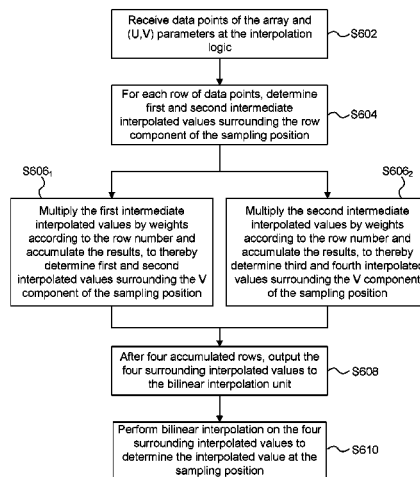 Receive data points of the array and
(U,V) parameters at the interpolation
logic
S602
For each row of data points, determine
first and second intermediate
interpolated values surrounding the row
component of the sampling position
S604
S606₁
S606₂
Multiply the first intermediate
interpolated values by weights
according to the row number and
accumulate the results, to thereby
determine first and second
interpolated values surrounding the V
component of the sampling position
Multiply the second intermediate
interpolated values by weights
according to the row number and
accumulate the results, to thereby
determine third and fourth interpolated
values surrounding the V component
of the sampling position
After four accumulated rows, output the
four surrounding interpolated values to
the bilinear interpolation unit
S608
Perform bilinear interpolation on the four
surrounding interpolated values to
determine the interpolated value at the
sampling position
S610